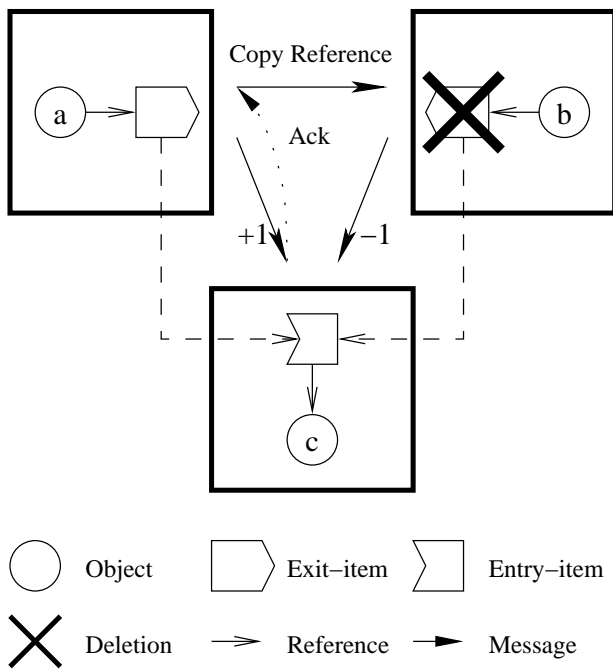 Copy Reference
a
b
Ack
+1
–1
c
Object
Exit–item
Entry–item
Deletion
Reference
Message